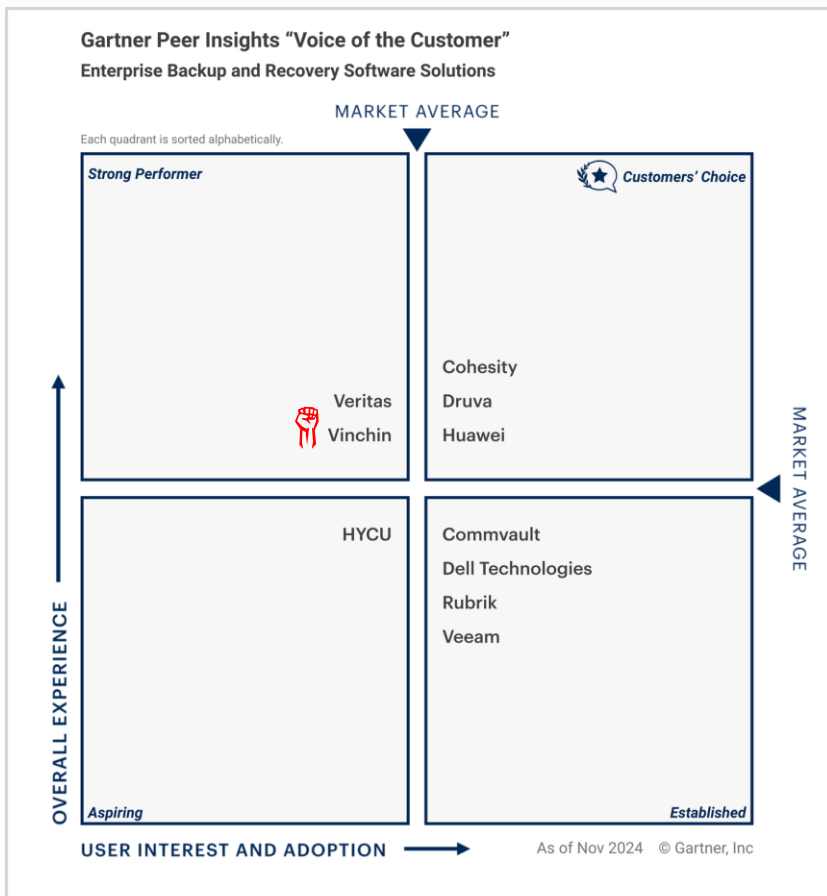 Gartner Peer Insights “Voice of the Customer”
Enterprise Backup and Recovery Software Solutions
MARKET AVERAGE
Each quadrant is sorted alphabetically.
Strong Performer
Customers’ Choice
Cohesity
Veritas
Druva
Vinchin
Huawei
MARKET AVERAGE
HYCU
Commvault
Dell Technologies
Rubrik
Veeam
OVERALL EXPERIENCE
Aspiring
Established
USER INTEREST AND ADOPTION
As of Nov 2024 © Gartner, Inc